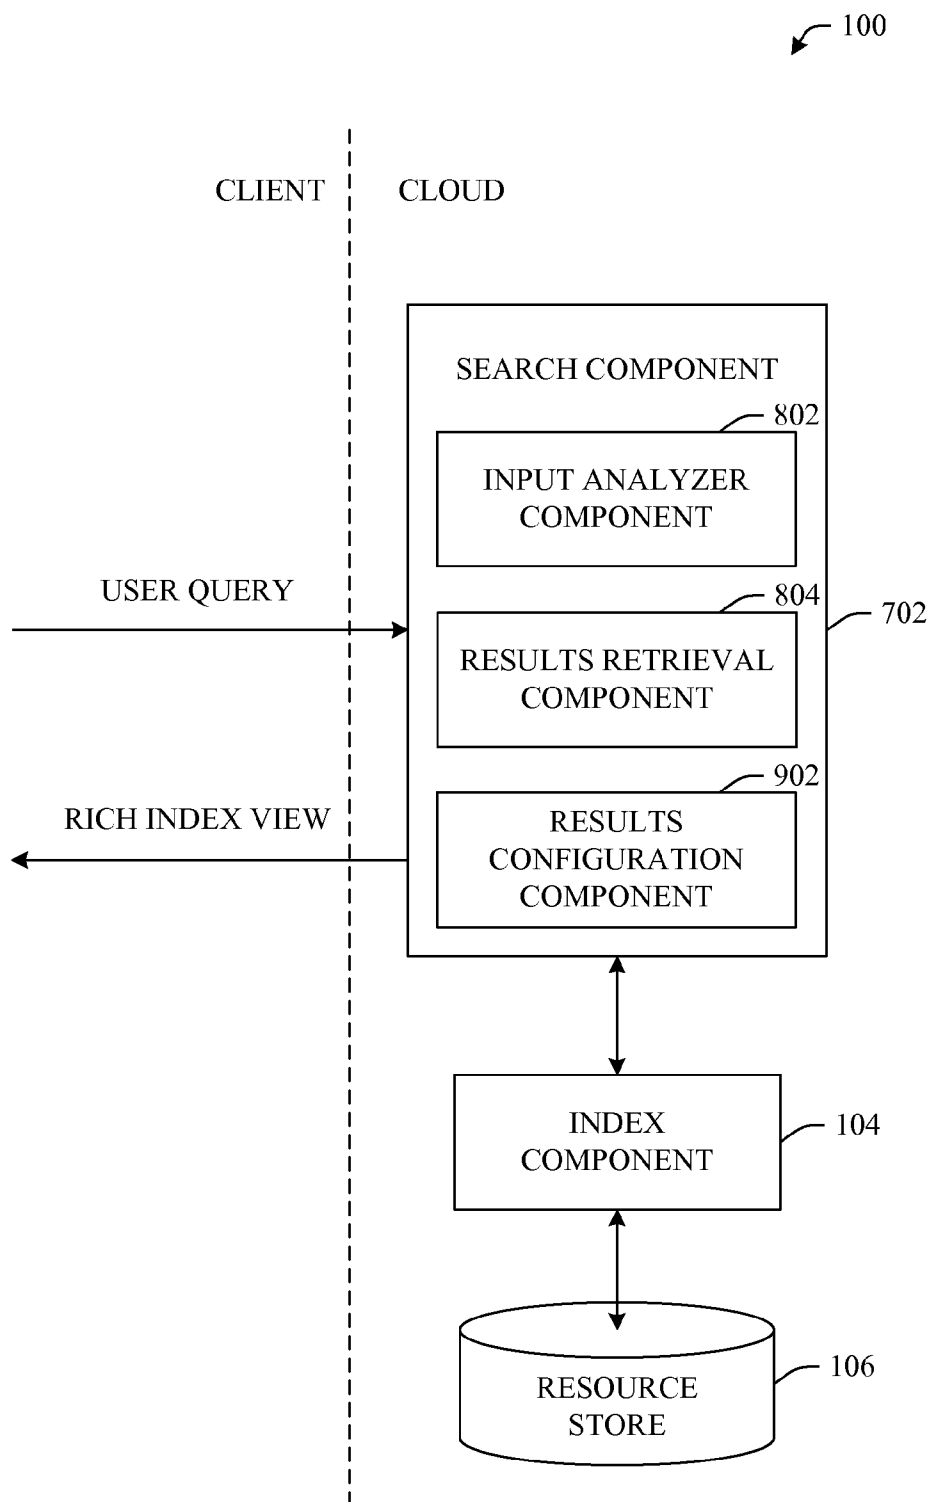 100
CLIENT
CLOUD
SEARCH COMPONENT
802
INPUT ANALYZER
COMPONENT
USER QUERY
804
RESULTS RETRIEVAL
COMPONENT
702
RICH INDEX VIEW
902
RESULTS
CONFIGURATION
COMPONENT
INDEX
COMPONENT
104
RESOURCE
STORE
106